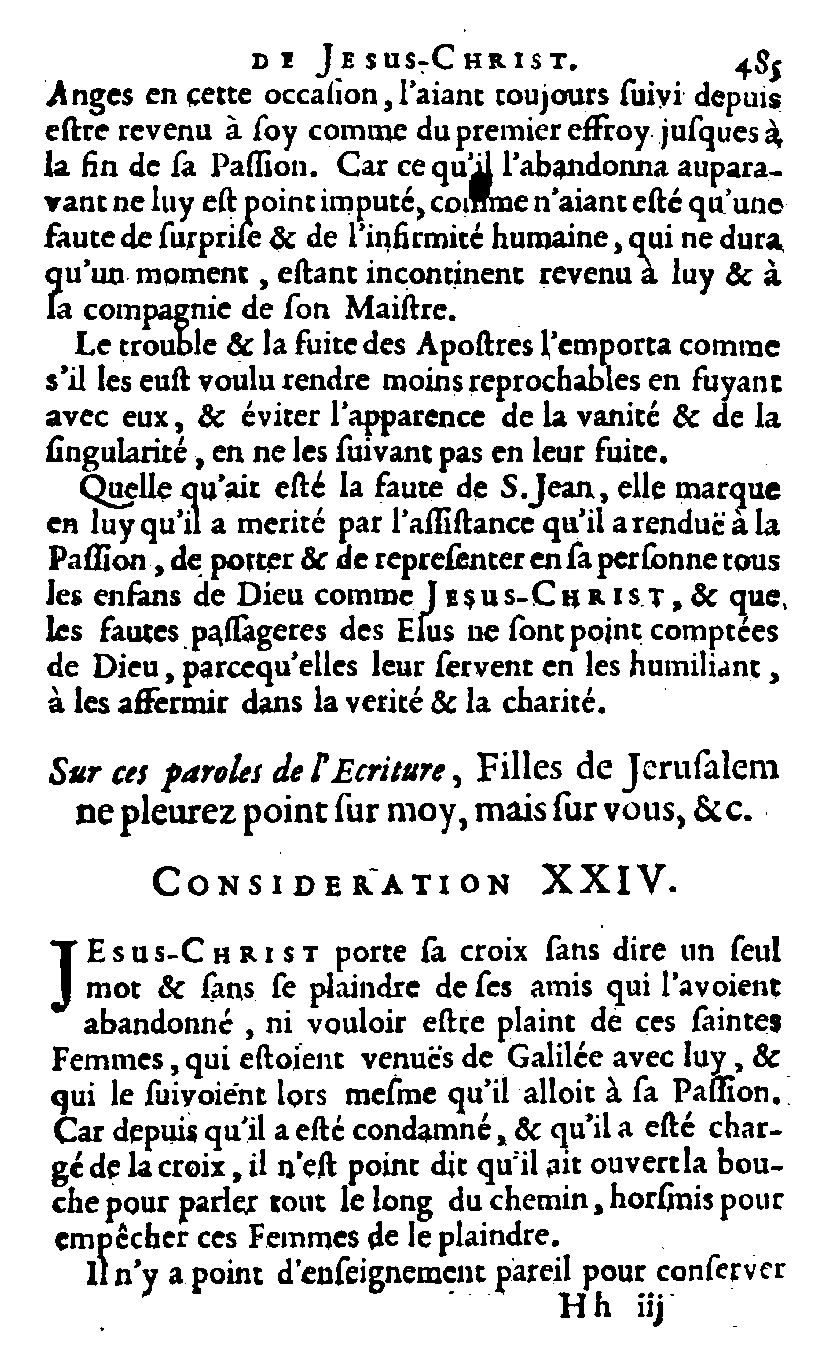 DE JESUS-CHRIST. 485
Anges en cette occaſion, l'aiant toujours ſuivi depuis
eſtre revenu à ſoy comme du premier effroy juſques à
la fin de ſa Paſſion. Car ce qu'il l'abandonna aupara-
vant ne luy eſt point imputé, comme n'aiant eſté qu'une
faute de ſurpriſe & de l'infirmité humaine, qui ne dura
qu'un moment, eſtant incontinent revenu à luy & à
la compagnie de ſon Maiſtre.
Le trouble & la fuite des Apoſtres l'emporta comme
s'il les euſt voulu rendre moins reprochables en fuyant
avec eux, & éviter l'apparence de la vanité & de la
ſingularité, en ne les ſuivant pas en leur fuite.
Quelle qu'ait eſté la faute de S. Jean, elle marque
en luy qu'il a merité par l'aſſiſtance qu'il a renduë à la
Paſſion, de porter & de repreſenter en ſa perſonne tous
les enfans de Dieu comme JESUS-CHRIST, & que
les fautes paſſageres des Elus ne ſont point comptées
de Dieu, parcequ'elles leur ſervent en les humiliant,
à les affermir dans la verité & la charité.
Sur ces paroles de l'Ecriture, Filles de Jeruſalem
ne pleurez point ſur moy, mais ſur vous, &c.
CONSIDERATION XXIV.
JESUS-CHRIST porte ſa croix ſans dire un ſeul
mot & ſans ſe plaindre de ſes amis qui l'avoient
abandonné, ni vouloir eſtre plaint de ces ſaintes
Femmes, qui eſtoient venuës de Galilée avec luy, &
qui le ſuivoient lors meſme qu'il alloit à ſa Paſſion.
Car depuis qu'il a eſté condamné, & qu'il a eſté char-
gé de la croix, il n'eſt point dit qu'il ait ouvert la bou-
che pour parler tout le long du chemin, horſmis pour
empêcher ces Femmes de le plaindre.
Il n'y a point d'enſeignement pareil pour conſerver
Hh iij